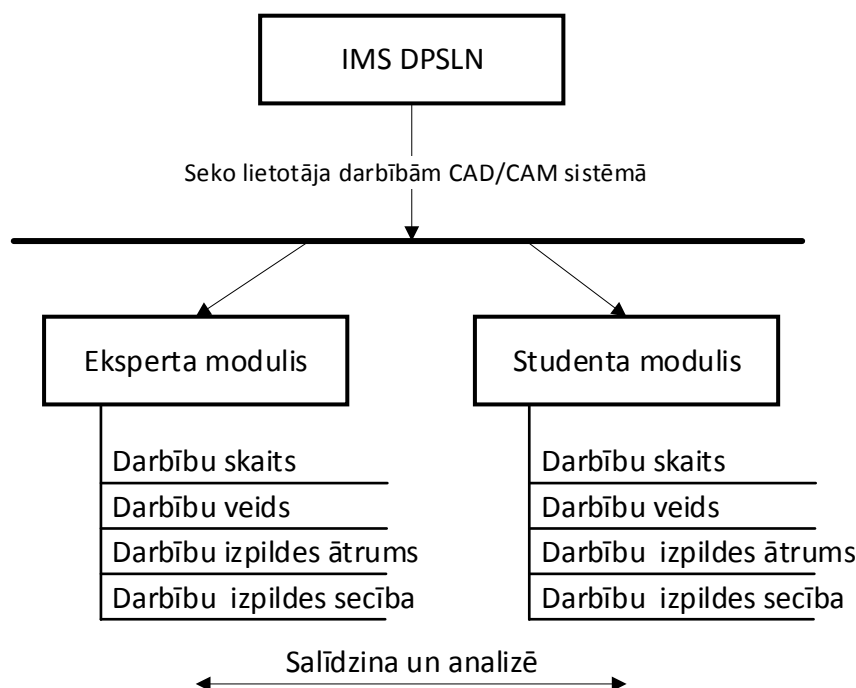 IMS DPSLN
Seko lietotāja darbībām CAD/CAM sistēmā
Eksperta modulis
Darbību skaits
Darbību veids
Darbību izpildes ātrums
Darbību izpildes secība
Studenta modulis
Darbību skaits
Darbību veids
Darbību izpildes ātrums
Darbību izpildes secība
Salīdzina un analizē